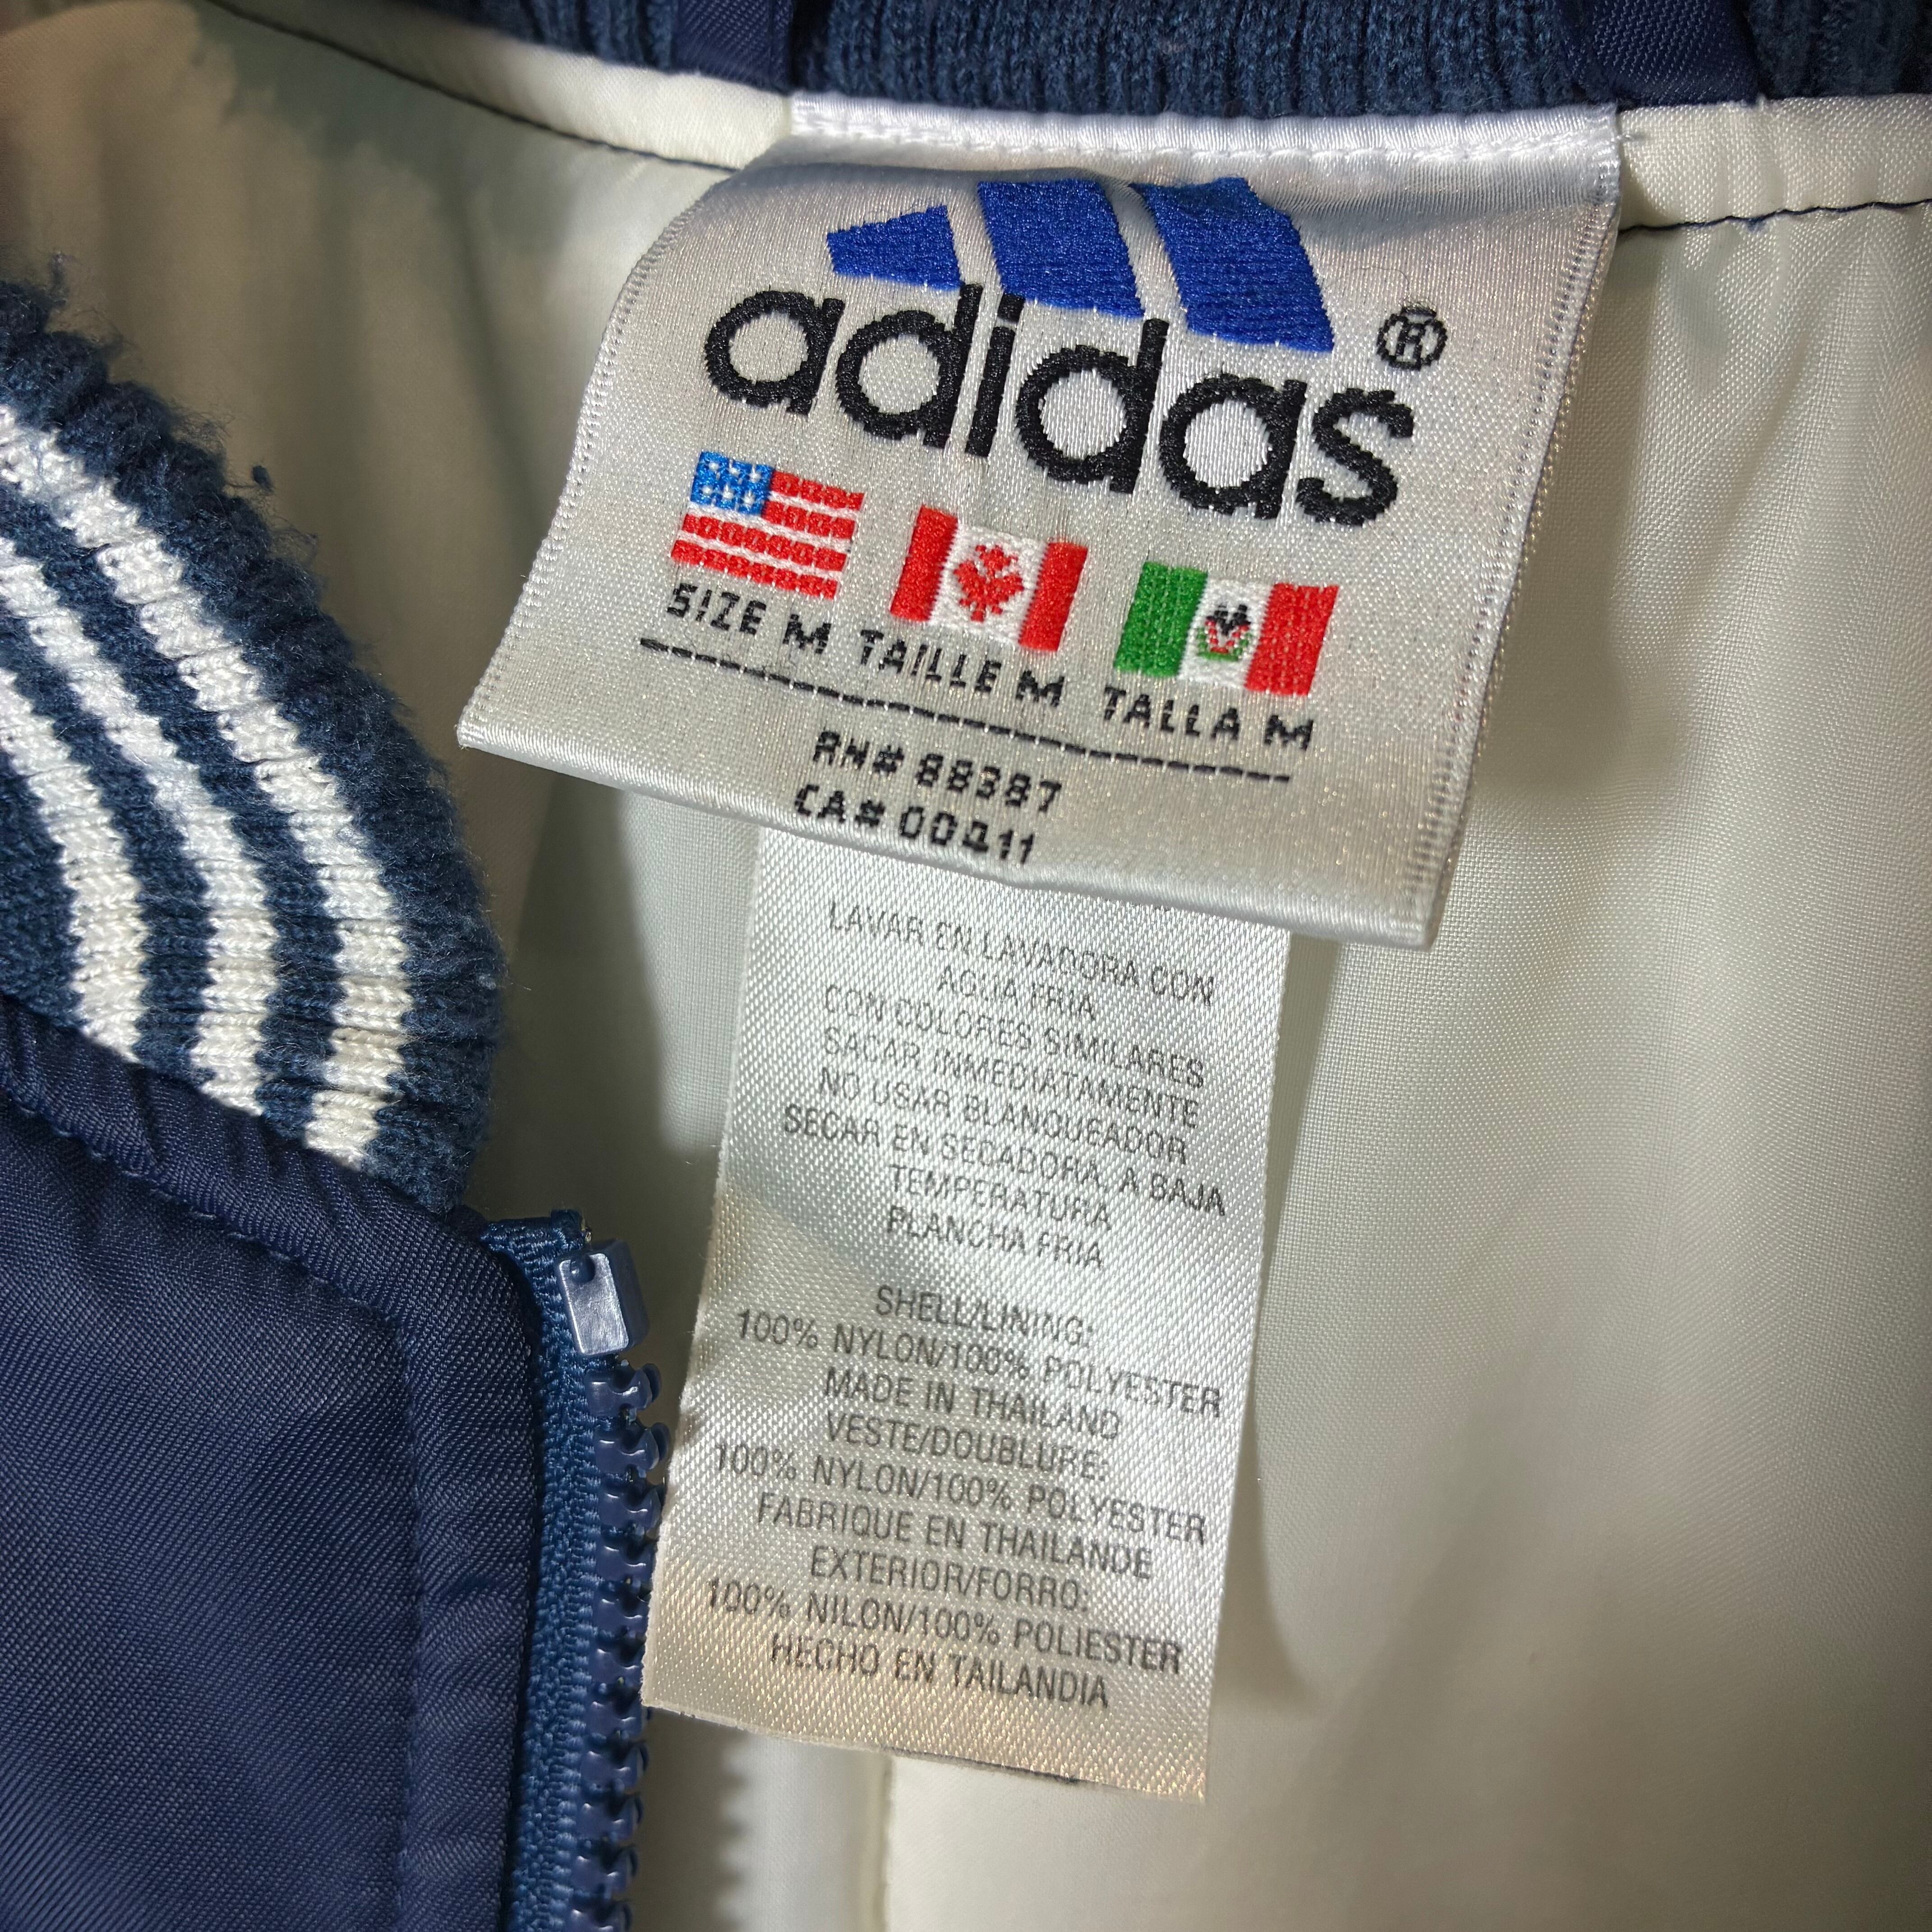 adidas®
SIZE M TAILLE M TALLA M
RN# 88387
CA# 00411
LAVAR EN LAVADORA CON
AGUA FRIA
CON COLORES SIMILARES
SACAR INMEDIATAMENTE
NO USAR BLANQUEADOR
SECAR EN SECADORA, A BAJA
TEMPERATURA
PLANCHA FRIA
SHELL/LINING:
100% NYLON/100% POLYESTER
MADE IN THAILAND
VESTE/DOUBLURE:
100% NYLON/100% POLYESTER
FABRIQUE EN THAILANDE
EXTERIOR/FORRO:
100% NILON/100% POLIESTER
HECHO EN TAILANDIA